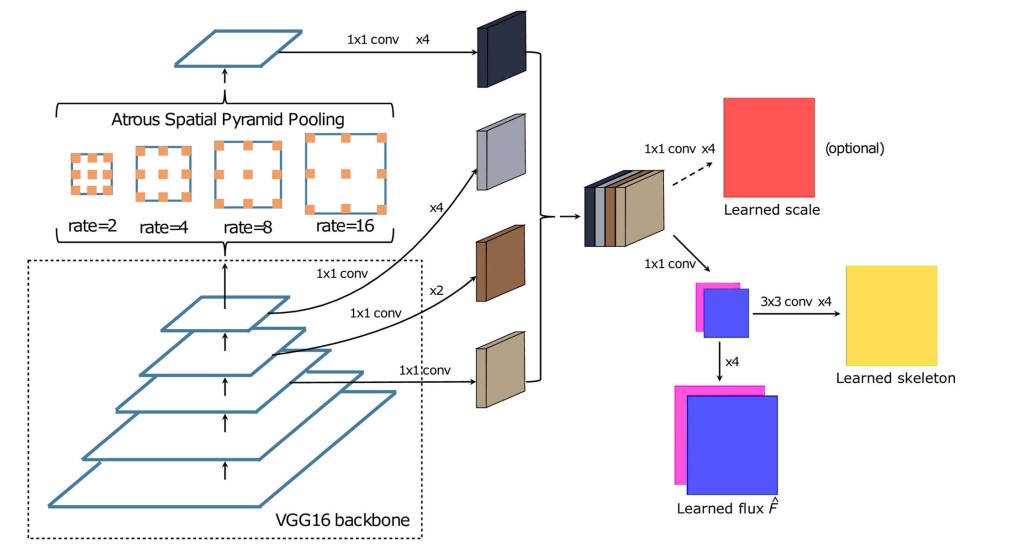 1x1 conv x4
Atrous Spatial Pyramid Pooling
rate=2 rate=4 rate=8 rate=16
x4
1x1 conv
x2
1x1 conv
1x1 conv
VGG16 backbone
1x1 conv x4
(optional)
Learned scale
1x1 conv
3x3 conv x4
x4
Learned skeleton
Learned flux F̂